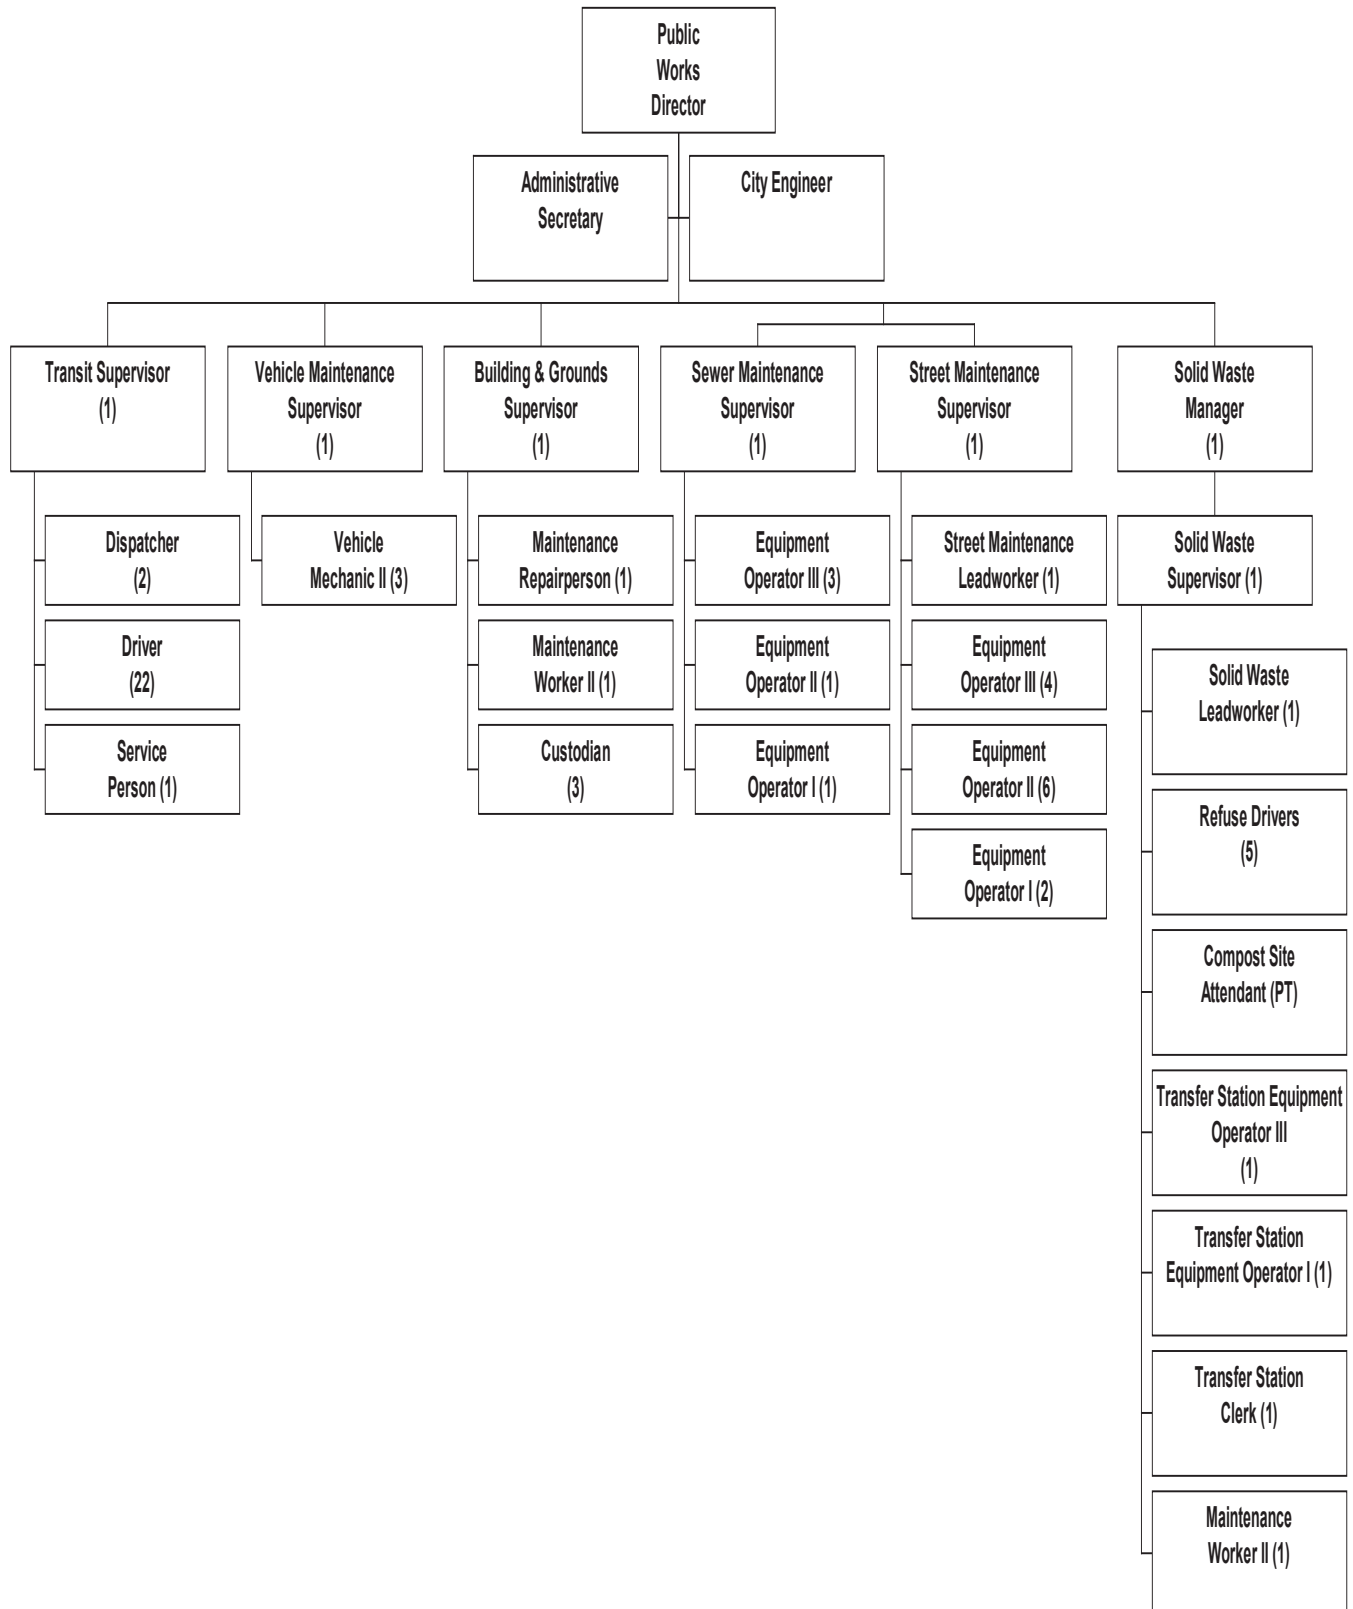 Public
Works
Director
Administrative
Secretary
City Engineer
Transit Supervisor
(1)
Vehicle Maintenance
Supervisor
(1)
Building & Grounds
Supervisor
(1)
Sewer Maintenance
Supervisor
(1)
Street Maintenance
Supervisor
(1)
Solid Waste
Manager
(1)
Dispatcher
(2)
Driver
(22)
Service
Person (1)
Vehicle
Mechanic II (3)
Maintenance
Repairperson (1)
Maintenance
Worker II (1)
Custodian
(3)
Equipment
Operator III (3)
Equipment
Operator II (1)
Equipment
Operator I (1)
Street Maintenance
Leadworker (1)
Equipment
Operator III (4)
Equipment
Operator II (6)
Equipment
Operator I (2)
Solid Waste
Supervisor (1)
Solid Waste
Leadworker (1)
Refuse Drivers
(5)
Compost Site
Attendant (PT)
Transfer Station Equipment
Operator III
(1)
Transfer Station
Equipment Operator I (1)
Transfer Station
Clerk (1)
Maintenance
Worker II (1)